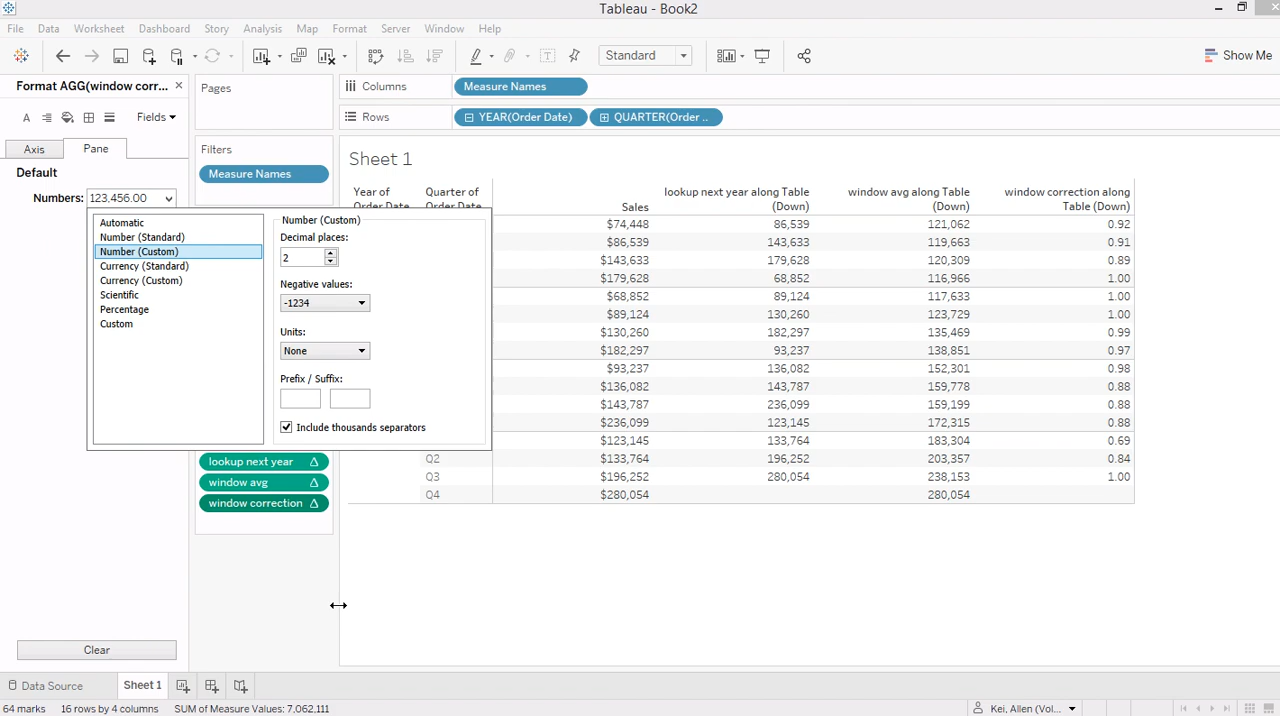 Tableau - Book2
File Data Worksheet Dashboard Story Analysis Map Format Server Window Help
Standard
Show Me
Format AGG(window corr...
Fields
Axis Pane
Default
Numbers: 123,456.00
Automatic
Number (Standard)
Number (Custom)
Currency (Standard)
Currency (Custom)
Scientific
Percentage
Custom
Number (Custom)
Decimal places:
2
Negative values:
-1234
Units:
None
Prefix / Suffix:
Include thousands separators
Clear
Pages
Filters
Measure Names
lookup next year
window avg
window correction
Columns Measure Names
Rows YEAR(Order Date) QUARTER(Order ..
Sheet 1
Year of Quarter of lookup next year along Table window avg along Table window correction along
Order Date Order Date Sales (Down) (Down) Table (Down)
$74,448 86,539 121,062 0.92
$86,539 143,633 119,663 0.91
$143,633 179,628 120,309 0.89
$179,628 68,852 116,966 1.00
$68,852 89,124 117,633 1.00
$89,124 130,260 123,729 1.00
$130,260 182,297 135,469 0.99
$182,297 93,237 138,851 0.97
$93,237 136,082 152,301 0.98
$136,082 143,787 159,778 0.88
$143,787 236,099 159,199 0.88
$236,099 123,145 172,315 0.88
$123,145 133,764 183,304 0.69
Q2 $133,764 196,252 203,357 0.84
Q3 $196,252 280,054 238,153 1.00
Q4 $280,054 280,054
Data Source Sheet 1
64 marks 16 rows by 4 columns SUM of Measure Values: 7,062,111
Kei, Allen (Vol...